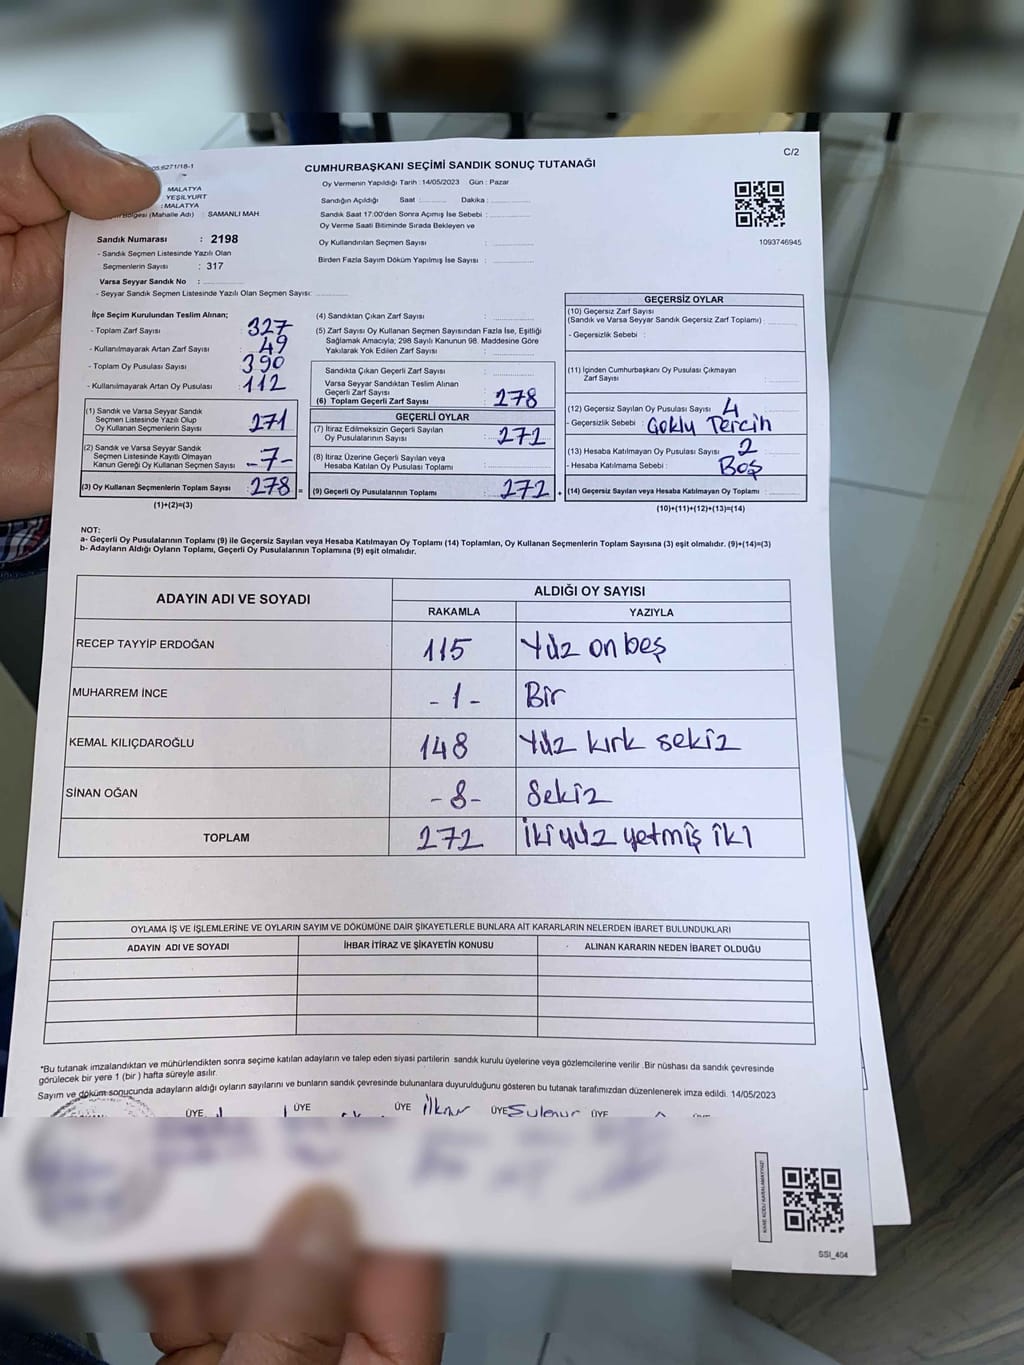 6271/18-1
CUMHURBAŞKANI SEÇİMİ SANDIK SONUÇ TUTANAĞI
C/2
MALATYA
YEŞİLYURT
: MALATYA
Bölgesi (Mahalle Adı) : SAMANLI MAH
Sandık Numarası : 2198
- Sandık Seçmen Listesinde Yazılı Olan
Seçmenlerin Sayısı : 317
Varsa Seyyar Sandık No :
- Seyyar Sandık Seçmen Listesinde Yazılı Olan Seçmen Sayısı:
Oy Vermenin Yapıldığı Tarih : 14/05/2023 Gün : Pazar
Sandığın Açıldığı Saat : Dakika :
Sandık Saat 17:00'den Sonra Açımış İse Sebebi :
Oy Verme Saati Bitiminde Sırada Bekleyen ve
Oy Kullandırılan Seçmen Sayısı :
Birden Fazla Sayım Döküm Yapılmış İse Sayısı :
1093746945
İlçe Seçim Kurulundan Teslim Alınan;
- Toplam Zarf Sayısı : 327
- Kullanılmayarak Artan Zarf Sayısı : 49
- Toplam Oy Pusulası Sayısı : 390
- Kullanılmayarak Artan Oy Pusulası : 112
(1) Sandık ve Varsa Seyyar Sandık
Seçmen Listesinde Yazılı Olup
Oy Kullanan Seçmenlerin Sayısı : 271
(2) Sandık ve Varsa Seyyar Sandık
Seçmen Listesinde Kayıtlı Olmayan
Kanun Gereği Oy Kullanan Seçmen Sayısı -7-
(3) Oy Kullanan Seçmenlerin Toplam Sayısı : 278 =
(1)+(2)=(3)
(4) Sandıktan Çıkan Zarf Sayısı :
(5) Zarf Sayısı Oy Kullanan Seçmen Sayısından Fazla İse, Eşitliği
Sağlamak Amacıyla; 298 Sayılı Kanunun 98. Maddesine Göre
Yakılarak Yok Edilen Zarf Sayısı :
Sandıkta Çıkan Geçerli Zarf Sayısı :
Varsa Seyyar Sandıktan Teslim Alınan
Geçerli Zarf Sayısı :
(6) Toplam Geçerli Zarf Sayısı : 278
GEÇERLİ OYLAR
(7) İtiraz Edilmeksizin Geçerli Sayılan
Oy Pusulalarının Sayısı : 272
(8) İtiraz Üzerine Geçerli Sayılan veya
Hesaba Katılan Oy Pusulası Toplamı :
(9) Geçerli Oy Pusulalarının Toplamı : 272 +
GEÇERSİZ OYLAR
(10) Geçersiz Zarf Sayısı
(Sandık ve Varsa Seyyar Sandık Geçersiz Zarf Toplamı) :
- Geçersizlik Sebebi :
(11) İçinden Cumhurbaşkanı Oy Pusulası Çıkmayan
Zarf Sayısı :
(12) Geçersiz Sayılan Oy Pusulası Sayısı : 4
- Geçersizlik Sebebi : Çoklu Tercih
(13) Hesaba Katılmayan Oy Pusulası Sayısı : 2
- Hesaba Katılmama Sebebi : Boş
(14) Geçersiz Sayılan veya Hesaba Katılmayan Oy Toplamı :
(10)+(11)+(12)+(13)=(14)
NOT:
a- Geçerli Oy Pusulalarının Toplamı (9) ile Geçersiz Sayılan veya Hesaba Katılmayan Oy Toplamı (14) Toplamları, Oy Kullanan Seçmenlerin Toplam Sayısına (3) eşit olmalıdır. (9)+(14)=(3)
b- Adayların Aldığı Oyların Toplamı, Geçerli Oy Pusulalarının Toplamına (9) eşit olmalıdır.
ADAYIN ADI VE SOYADI
ALDIĞI OY SAYISI
RAKAMLA YAZIYLA
RECEP TAYYİP ERDOĞAN 115 Yüz on beş
MUHARREM İNCE -1- Bir
KEMAL KILIÇDAROĞLU 148 Yüz kırk sekiz
SİNAN OĞAN -8- Sekiz
TOPLAM 272 İki yüz yetmiş iki
OYLAMA İŞ VE İŞLEMLERİNE VE OYLARIN SAYIM VE DÖKÜMÜNE DAİR ŞİKAYETLERLE BUNLARA AİT KARARLARIN NELERDEN İBARET BULUNDUKLARI
ADAYIN ADI VE SOYADI İHBAR İTİRAZ VE ŞİKAYETİN KONUSU ALINAN KARARIN NEDEN İBARET OLDUĞU
*Bu tutanak imzalandıktan ve mühürlendikten sonra seçime katılan adayların ve talep eden siyasi partilerin sandık kurulu üyelerine veya gözlemcilerine verilir .Bir nüshası da sandık çevresinde
görülecek bir yere 1 (bir ) hafta süreyle asılır.
Sayım ve döküm sonucunda adayların aldığı oyların sayılarını ve bunların sandık çevresinde bulunanlara duyurulduğunu gösteren bu tutanak tarafımızdan düzenlenerek imza edildi. 14/05/2023
ÜYE ÜYE ÜYE İlknur ÜYE Sulenur ÜYE ÜYE
SSI_404